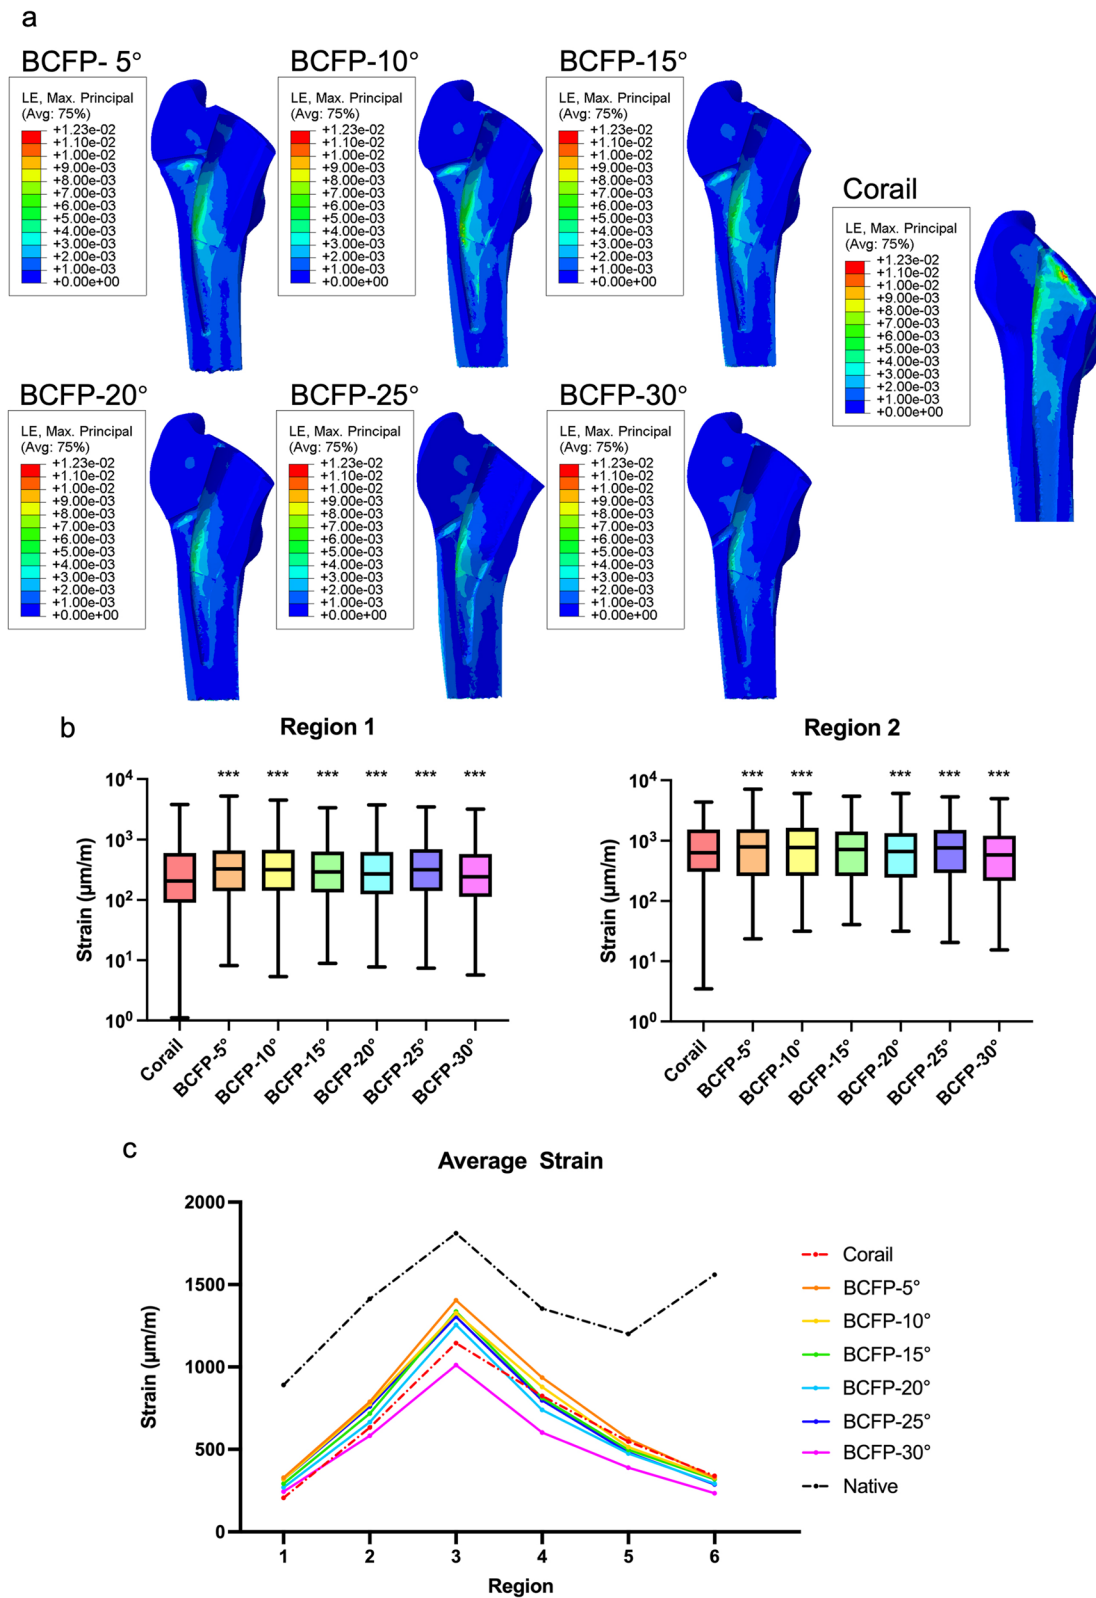 a
BCFP- 5°
LE, Max. Principal
(Avg: 75%)
+1.23e-02
+1.10e-02
+1.00e-02
+9.00e-03
+8.00e-03
+7.00e-03
+6.00e-03
+5.00e-03
+4.00e-03
+3.00e-03
+2.00e-03
+1.00e-03
+0.00e+00
BCFP-10°
LE, Max. Principal
(Avg: 75%)
+1.23e-02
+1.10e-02
+1.00e-02
+9.00e-03
+8.00e-03
+7.00e-03
+6.00e-03
+5.00e-03
+4.00e-03
+3.00e-03
+2.00e-03
+1.00e-03
+0.00e+00
BCFP-15°
LE, Max. Principal
(Avg: 75%)
+1.23e-02
+1.10e-02
+1.00e-02
+9.00e-03
+8.00e-03
+7.00e-03
+6.00e-03
+5.00e-03
+4.00e-03
+3.00e-03
+2.00e-03
+1.00e-03
+0.00e+00
Corail
LE, Max. Principal
(Avg: 75%)
+1.23e-02
+1.10e-02
+1.00e-02
+9.00e-03
+8.00e-03
+7.00e-03
+6.00e-03
+5.00e-03
+4.00e-03
+3.00e-03
+2.00e-03
+1.00e-03
+0.00e+00
BCFP-20°
LE, Max. Principal
(Avg: 75%)
+1.23e-02
+1.10e-02
+1.00e-02
+9.00e-03
+8.00e-03
+7.00e-03
+6.00e-03
+5.00e-03
+4.00e-03
+3.00e-03
+2.00e-03
+1.00e-03
+0.00e+00
BCFP-25°
LE, Max. Principal
(Avg: 75%)
+1.23e-02
+1.10e-02
+1.00e-02
+9.00e-03
+8.00e-03
+7.00e-03
+6.00e-03
+5.00e-03
+4.00e-03
+3.00e-03
+2.00e-03
+1.00e-03
+0.00e+00
BCFP-30°
LE, Max. Principal
(Avg: 75%)
+1.23e-02
+1.10e-02
+1.00e-02
+9.00e-03
+8.00e-03
+7.00e-03
+6.00e-03
+5.00e-03
+4.00e-03
+3.00e-03
+2.00e-03
+1.00e-03
+0.00e+00
b
Region 1
*** *** *** *** *** ***
10⁴
10³
10²
10¹
10⁰
Strain (µm/m)
Corail
BCFP-5°
BCFP-10°
BCFP-15°
BCFP-20°
BCFP-25°
BCFP-30°
Region 2
*** *** *** *** ***
10⁴
10³
10²
10¹
10⁰
Strain (µm/m)
Corail
BCFP-5°
BCFP-10°
BCFP-15°
BCFP-20°
BCFP-25°
BCFP-30°
c
Average Strain
2000
1500
1000
500
0
Strain (µm/m)
1 2 3 4 5 6
Region
Corail
BCFP-5°
BCFP-10°
BCFP-15°
BCFP-20°
BCFP-25°
BCFP-30°
Native